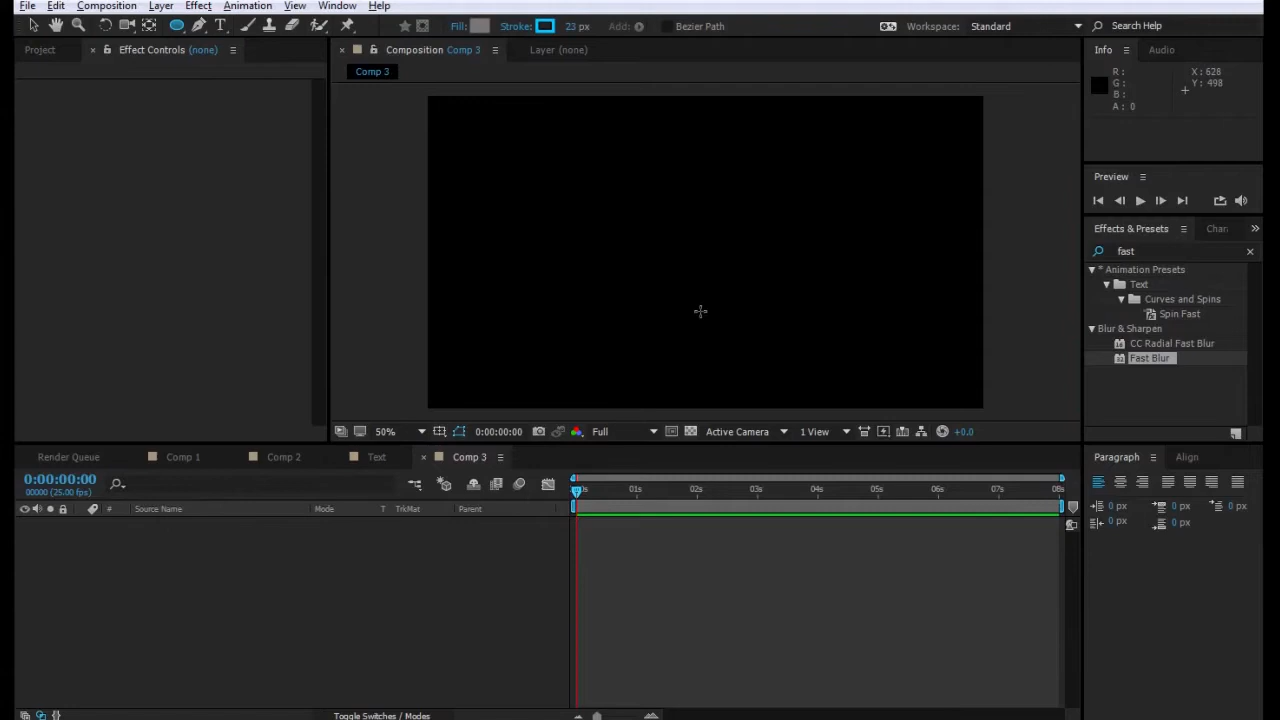 File Edit Composition Layer Effect Animation View Window Help
Fill: Stroke: 23 px Add: Bezier Path Workspace: Standard Search Help
Project Effect Controls (none) Composition Comp 3 Layer (none) Info Audio
Comp 3
R: X: 628
G: Y: 498
B:
A: 0
Preview
Effects & Presets Chara
fast
* Animation Presets
Text
Curves and Spins
Spin Fast
Blur & Sharpen
CC Radial Fast Blur
Fast Blur
50% 0:00:00:00 Full Active Camera 1 View +0.0
Render Queue Comp 1 Comp 2 Text Comp 3 Paragraph Align
0:00:00:00
00000 (25.00 fps)
01s 02s 03s 04s 05s 06s 07s 08s
# Source Name Mode T TrkMat Parent
0 px 0 px 0 px
0 px 0 px
Toggle Switches / Modes